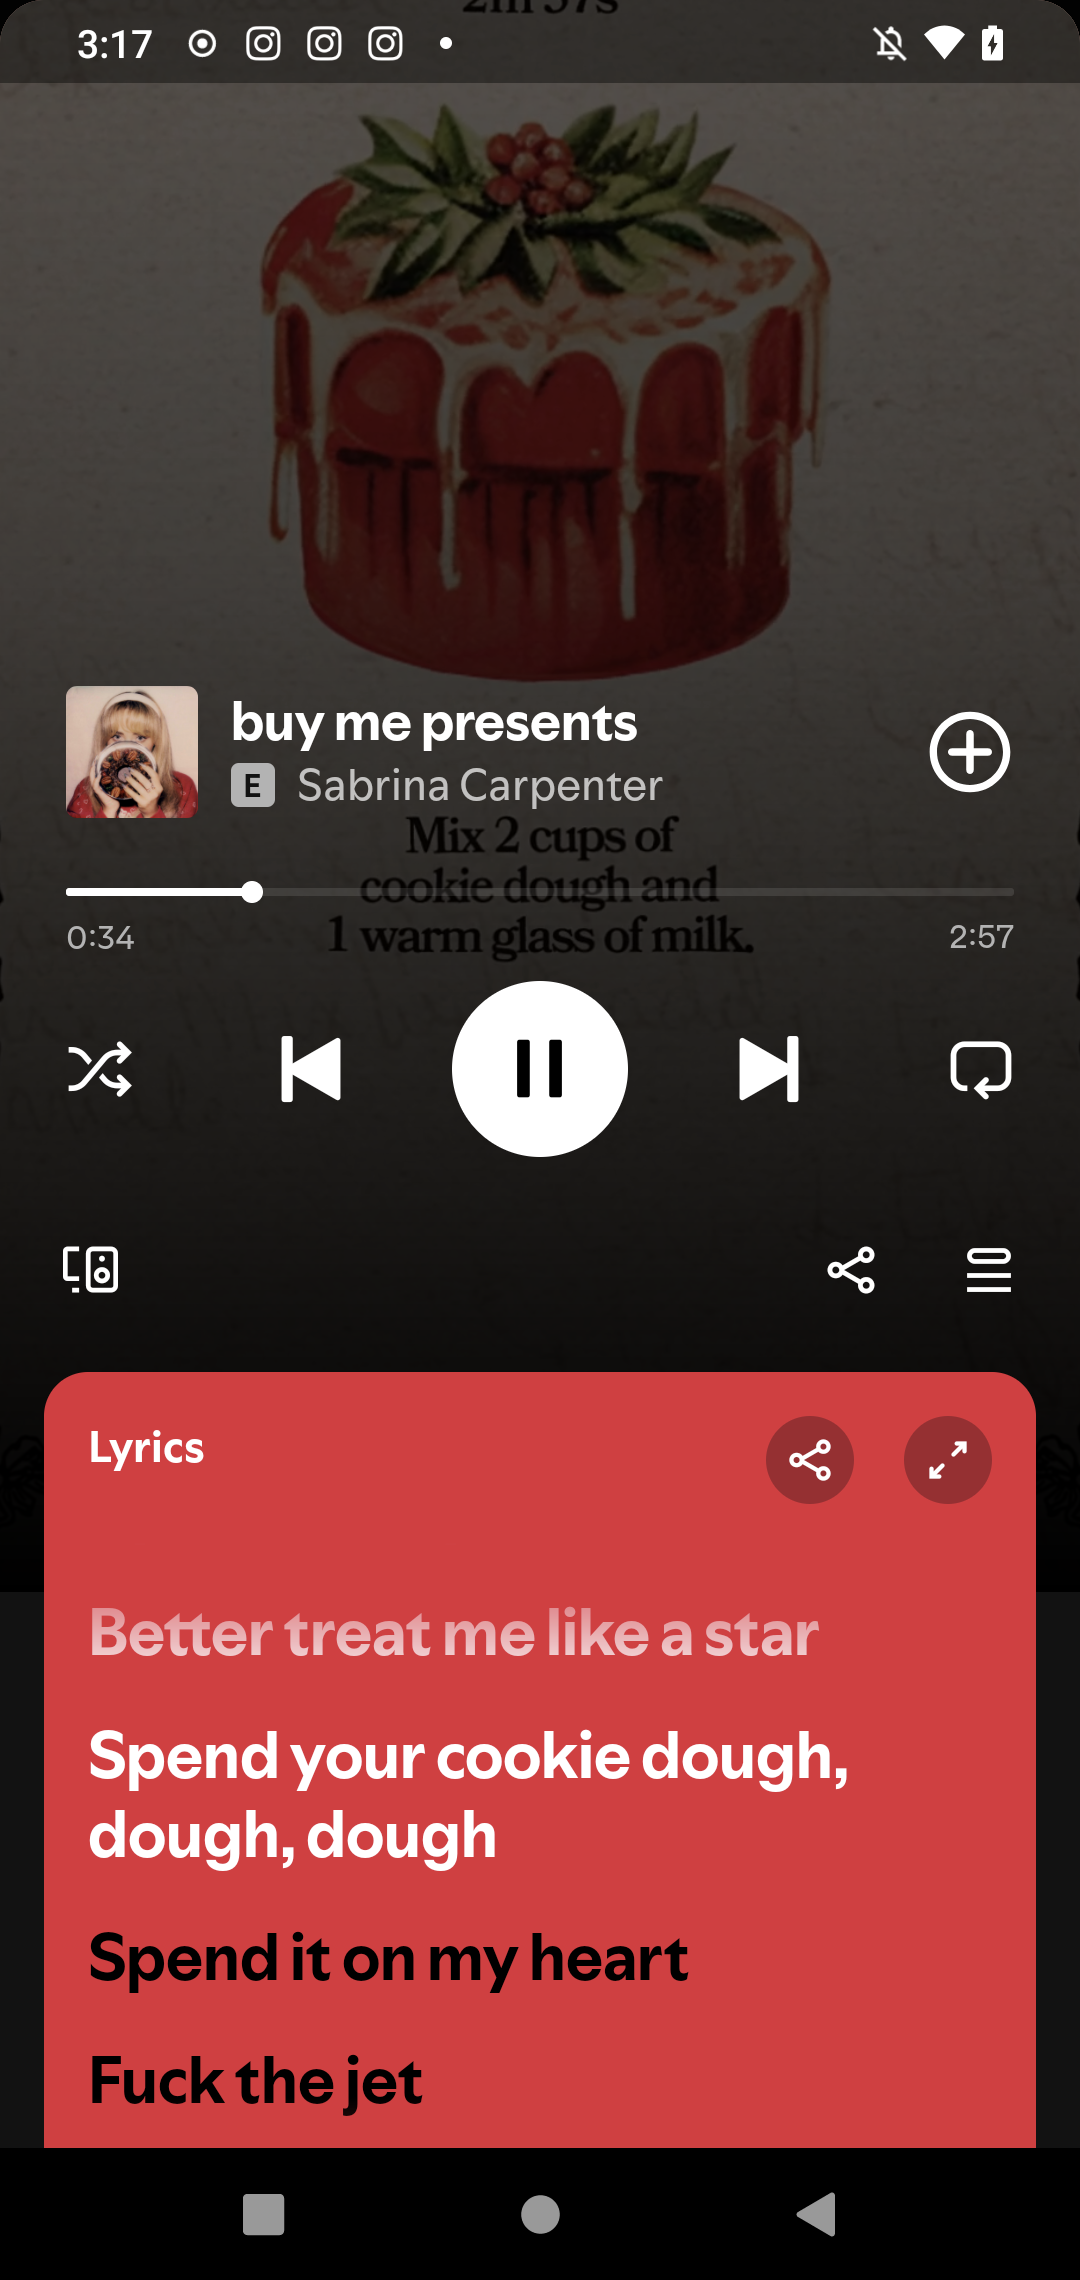 2m 57s
3:17
buy me presents
E Sabrina Carpenter
Mix 2 cups of
cookie dough and
1 warm glass of milk.
0:34
2:57
Lyrics
Better treat me like a star
Spend your cookie dough,
dough, dough
Spend it on my heart
Fuck the jet